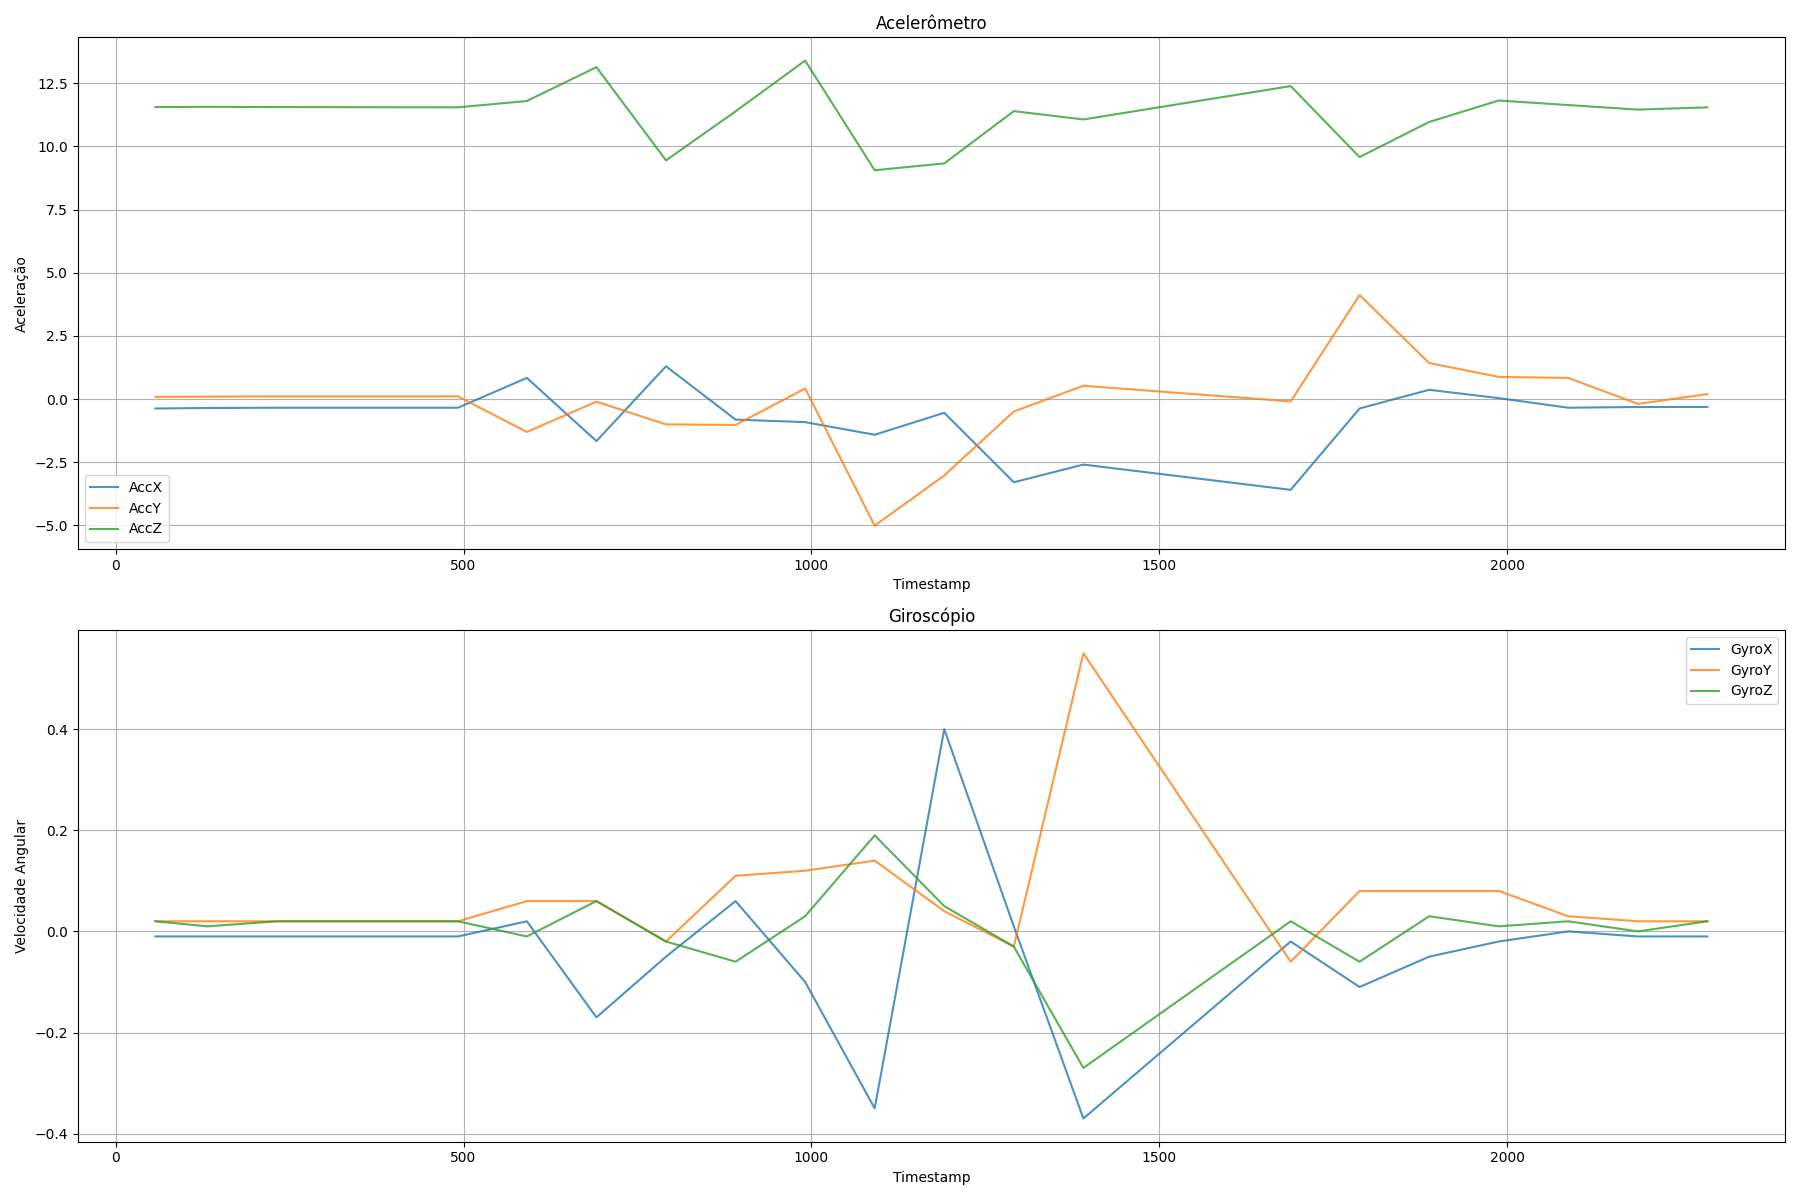 Acelerômetro
12.5
10.0
7.5
5.0
2.5
0.0
−2.5
−5.0
Aceleração
AccX
AccY
AccZ
0
500
1000
1500
2000
Timestamp
Giroscópio
0.4
0.2
0.0
−0.2
−0.4
Velocidade Angular
GyroX
GyroY
GyroZ
0
500
1000
1500
2000
Timestamp